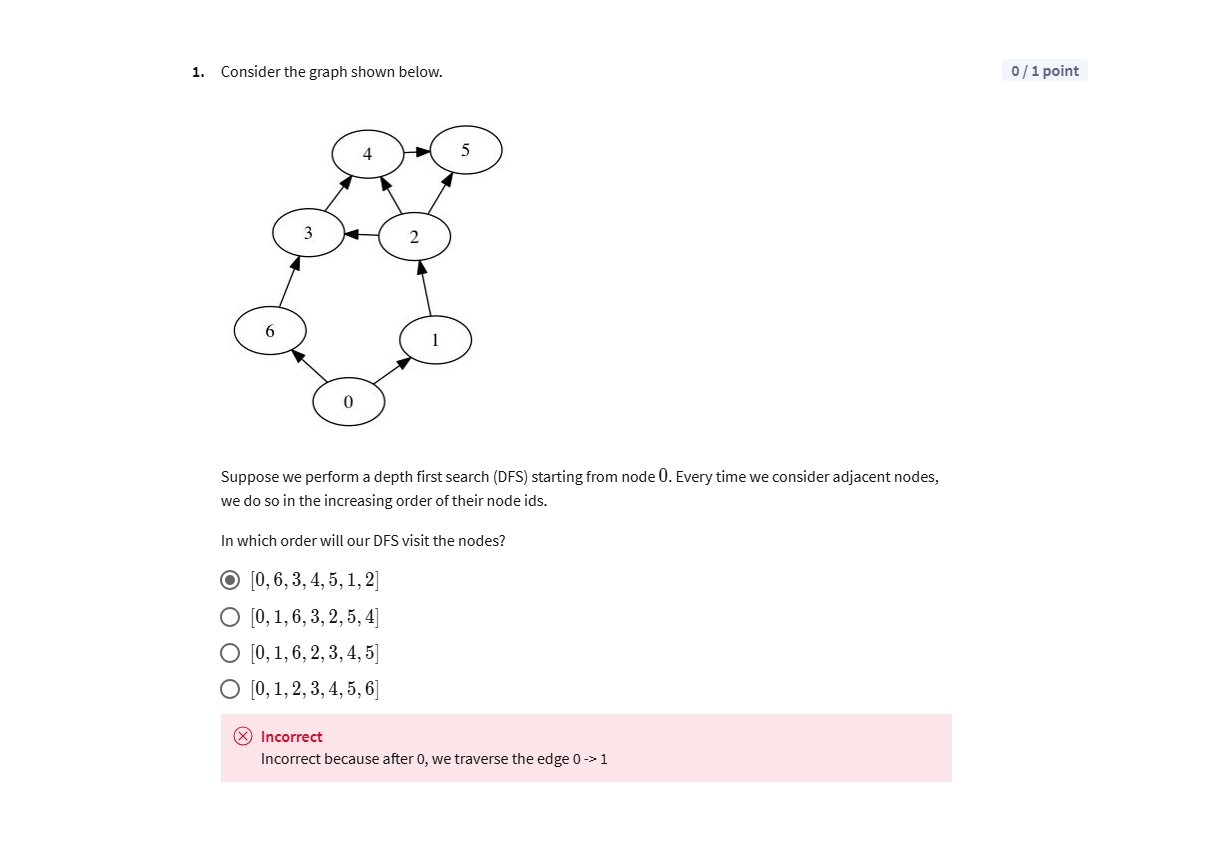 1. Consider the graph shown below. 0 / 1 point
4
5
3
2
6
1
0
Suppose we perform a depth first search (DFS) starting from node 0. Every time we consider adjacent nodes,
we do so in the increasing order of their node ids.
In which order will our DFS visit the nodes?
[0, 6, 3, 4, 5, 1, 2]
[0, 1, 6, 3, 2, 5, 4]
[0, 1, 6, 2, 3, 4, 5]
[0, 1, 2, 3, 4, 5, 6]
Incorrect
Incorrect because after 0, we traverse the edge 0 -> 1